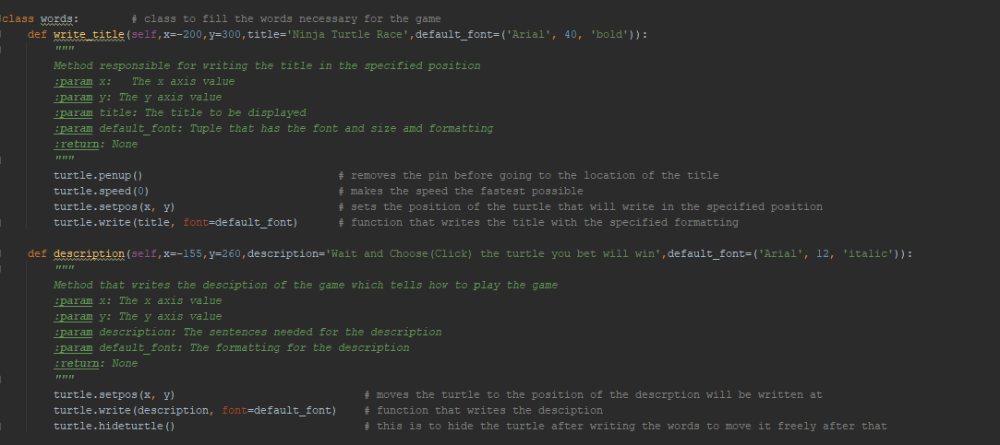 class words:        # class to fill the words necessary for the game
    def write_title(self,x=-200,y=300,title='Ninja Turtle Race',default_font=('Arial', 40, 'bold')):
        """
        Method responsible for writing the title in the specified position
        :param x:   The x axis value
        :param y: The y axis value
        :param title: The title to be displayed
        :param default_font: Tuple that has the font and size amd formatting
        :return: None
        """
        turtle.penup()                              # removes the pin before going to the location of the title
        turtle.speed(0)                             # makes the speed the fastest possible
        turtle.setpos(x, y)                         # sets the position of the turtle that will write in the specified position
        turtle.write(title, font=default_font)      # function that writes the title with the specified formatting

    def description(self,x=-155,y=260,description='Wait and Choose(Click) the turtle you bet will win',default_font=('Arial', 12, 'italic')):
        """
        Method that writes the desciption of the game which tells how to play the game
        :param x: The x axis value
        :param y: The y axis value
        :param description: The sentences needed for the description
        :param default_font: The formatting for the description
        :return: None
        """
        turtle.setpos(x, y)                             # moves the turtle to the position of the descrption will be written at
        turtle.write(description, font=default_font)    # function that writes the desciption
        turtle.hideturtle()                             # this is to hide the turtle after writing the words to move it freely after that